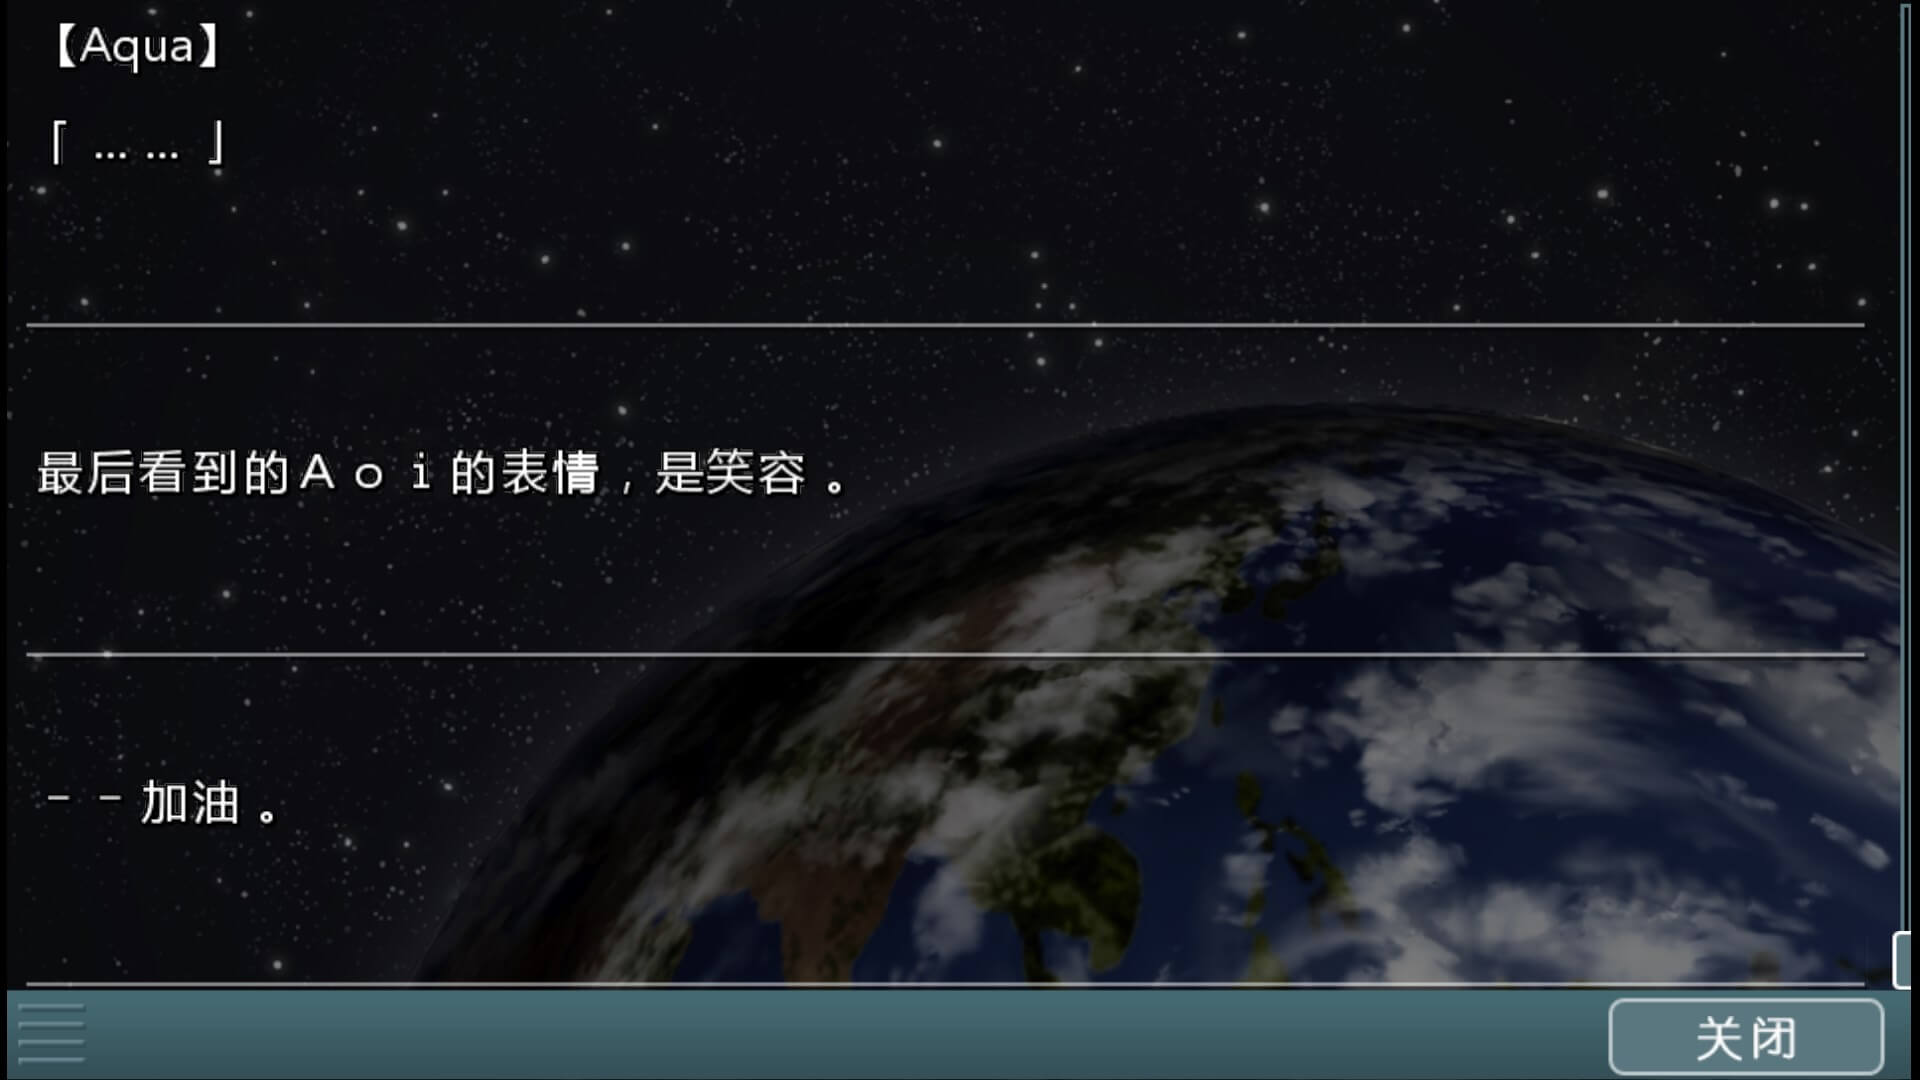 【Aqua】
「 …… 」
最后看到的Ａｏｉ的表情，是笑容。
－－加油。
关闭